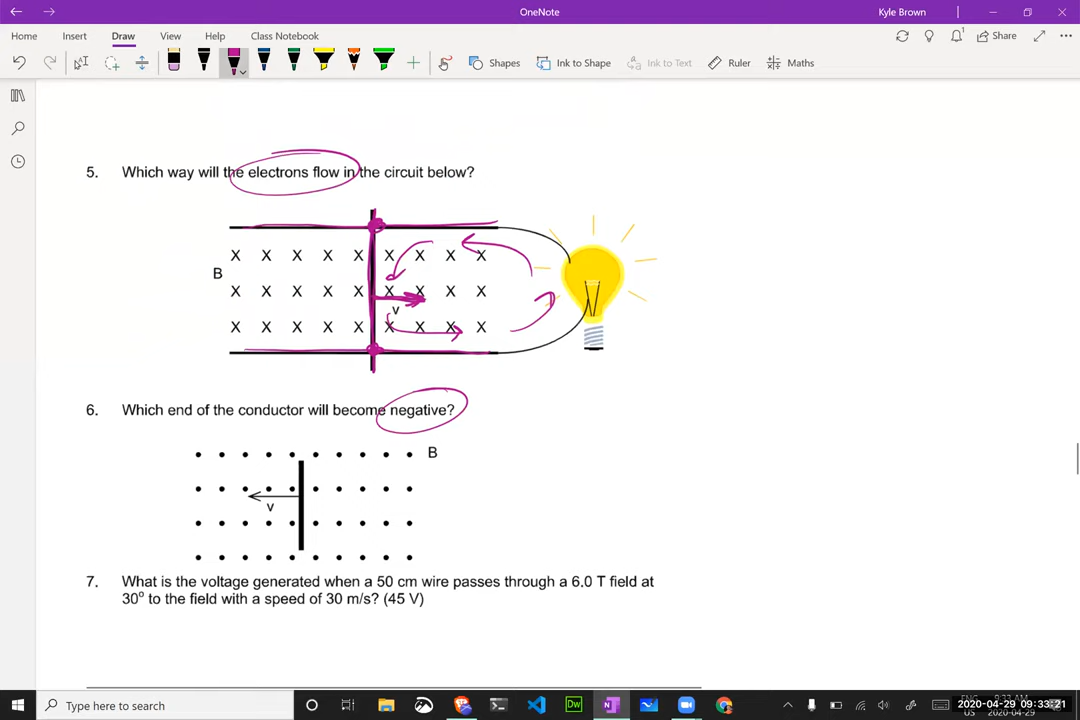 OneNote
Kyle Brown
Home Insert Draw View Help Class Notebook
Share
Shapes Ink to Shape Ink to Text Ruler Maths
5. Which way will the electrons flow in the circuit below?
X X X X X X X X X
B
X X X X X X X X X
v
X X X X X X X X X
6. Which end of the conductor will become negative?
B
v
7. What is the voltage generated when a 50 cm wire passes through a 6.0 T field at
30º to the field with a speed of 30 m/s? (45 V)
Type here to search
Dw
2020-04-29 09:33:21